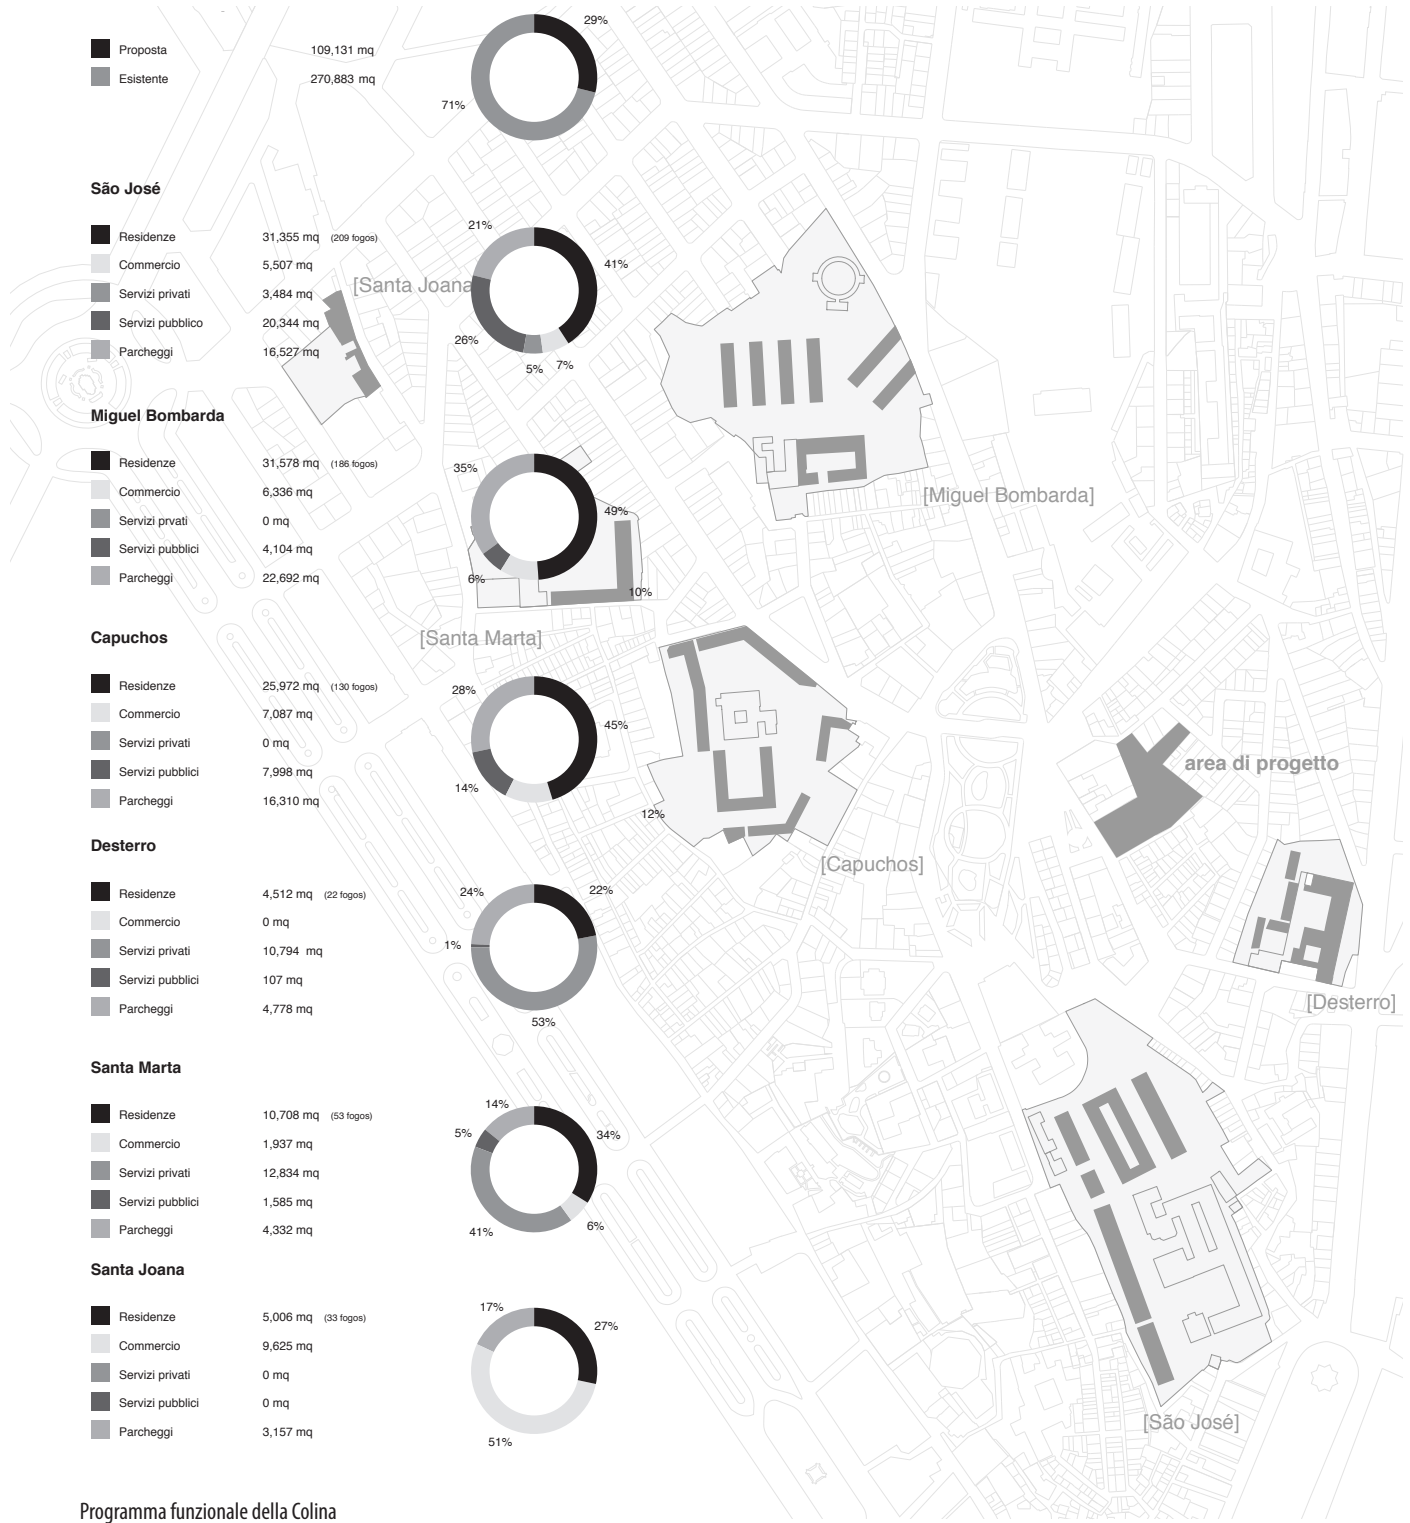 Proposta 109,131 mq
Esistente 270,883 mq
29%
71%
São José
Residenze 31,355 mq (209 fogos)
Commercio 5,507 mq
Servizi privati 3,484 mq
Servizi pubblico 20,344 mq
Parcheggi 16,527 mq
21%
41%
26%
5%
7%
Miguel Bombarda
Residenze 31,578 mq (186 fogos)
Commercio 6,336 mq
Servizi prvati 0 mq
Servizi pubblici 4,104 mq
Parcheggi 22,692 mq
35%
49%
6%
10%
Capuchos
Residenze 25,972 mq (130 fogos)
Commercio 7,087 mq
Servizi privati 0 mq
Servizi pubblici 7,998 mq
Parcheggi 16,310 mq
28%
45%
14%
12%
Desterro
Residenze 4,512 mq (22 fogos)
Commercio 0 mq
Servizi privati 10,794 mq
Servizi pubblici 107 mq
Parcheggi 4,778 mq
24%
22%
1%
53%
Santa Marta
Residenze 10,708 mq (53 fogos)
Commercio 1,937 mq
Servizi privati 12,834 mq
Servizi pubblici 1,585 mq
Parcheggi 4,332 mq
14%
34%
5%
41%
6%
Santa Joana
Residenze 5,006 mq (33 fogos)
Commercio 9,625 mq
Servizi privati 0 mq
Servizi pubblici 0 mq
Parcheggi 3,157 mq
17%
27%
51%
[Santa Joana
[Miguel Bombarda]
[Santa Marta]
area di progetto
[Capuchos]
[Desterro]
[São José]
Programma funzionale della Colina